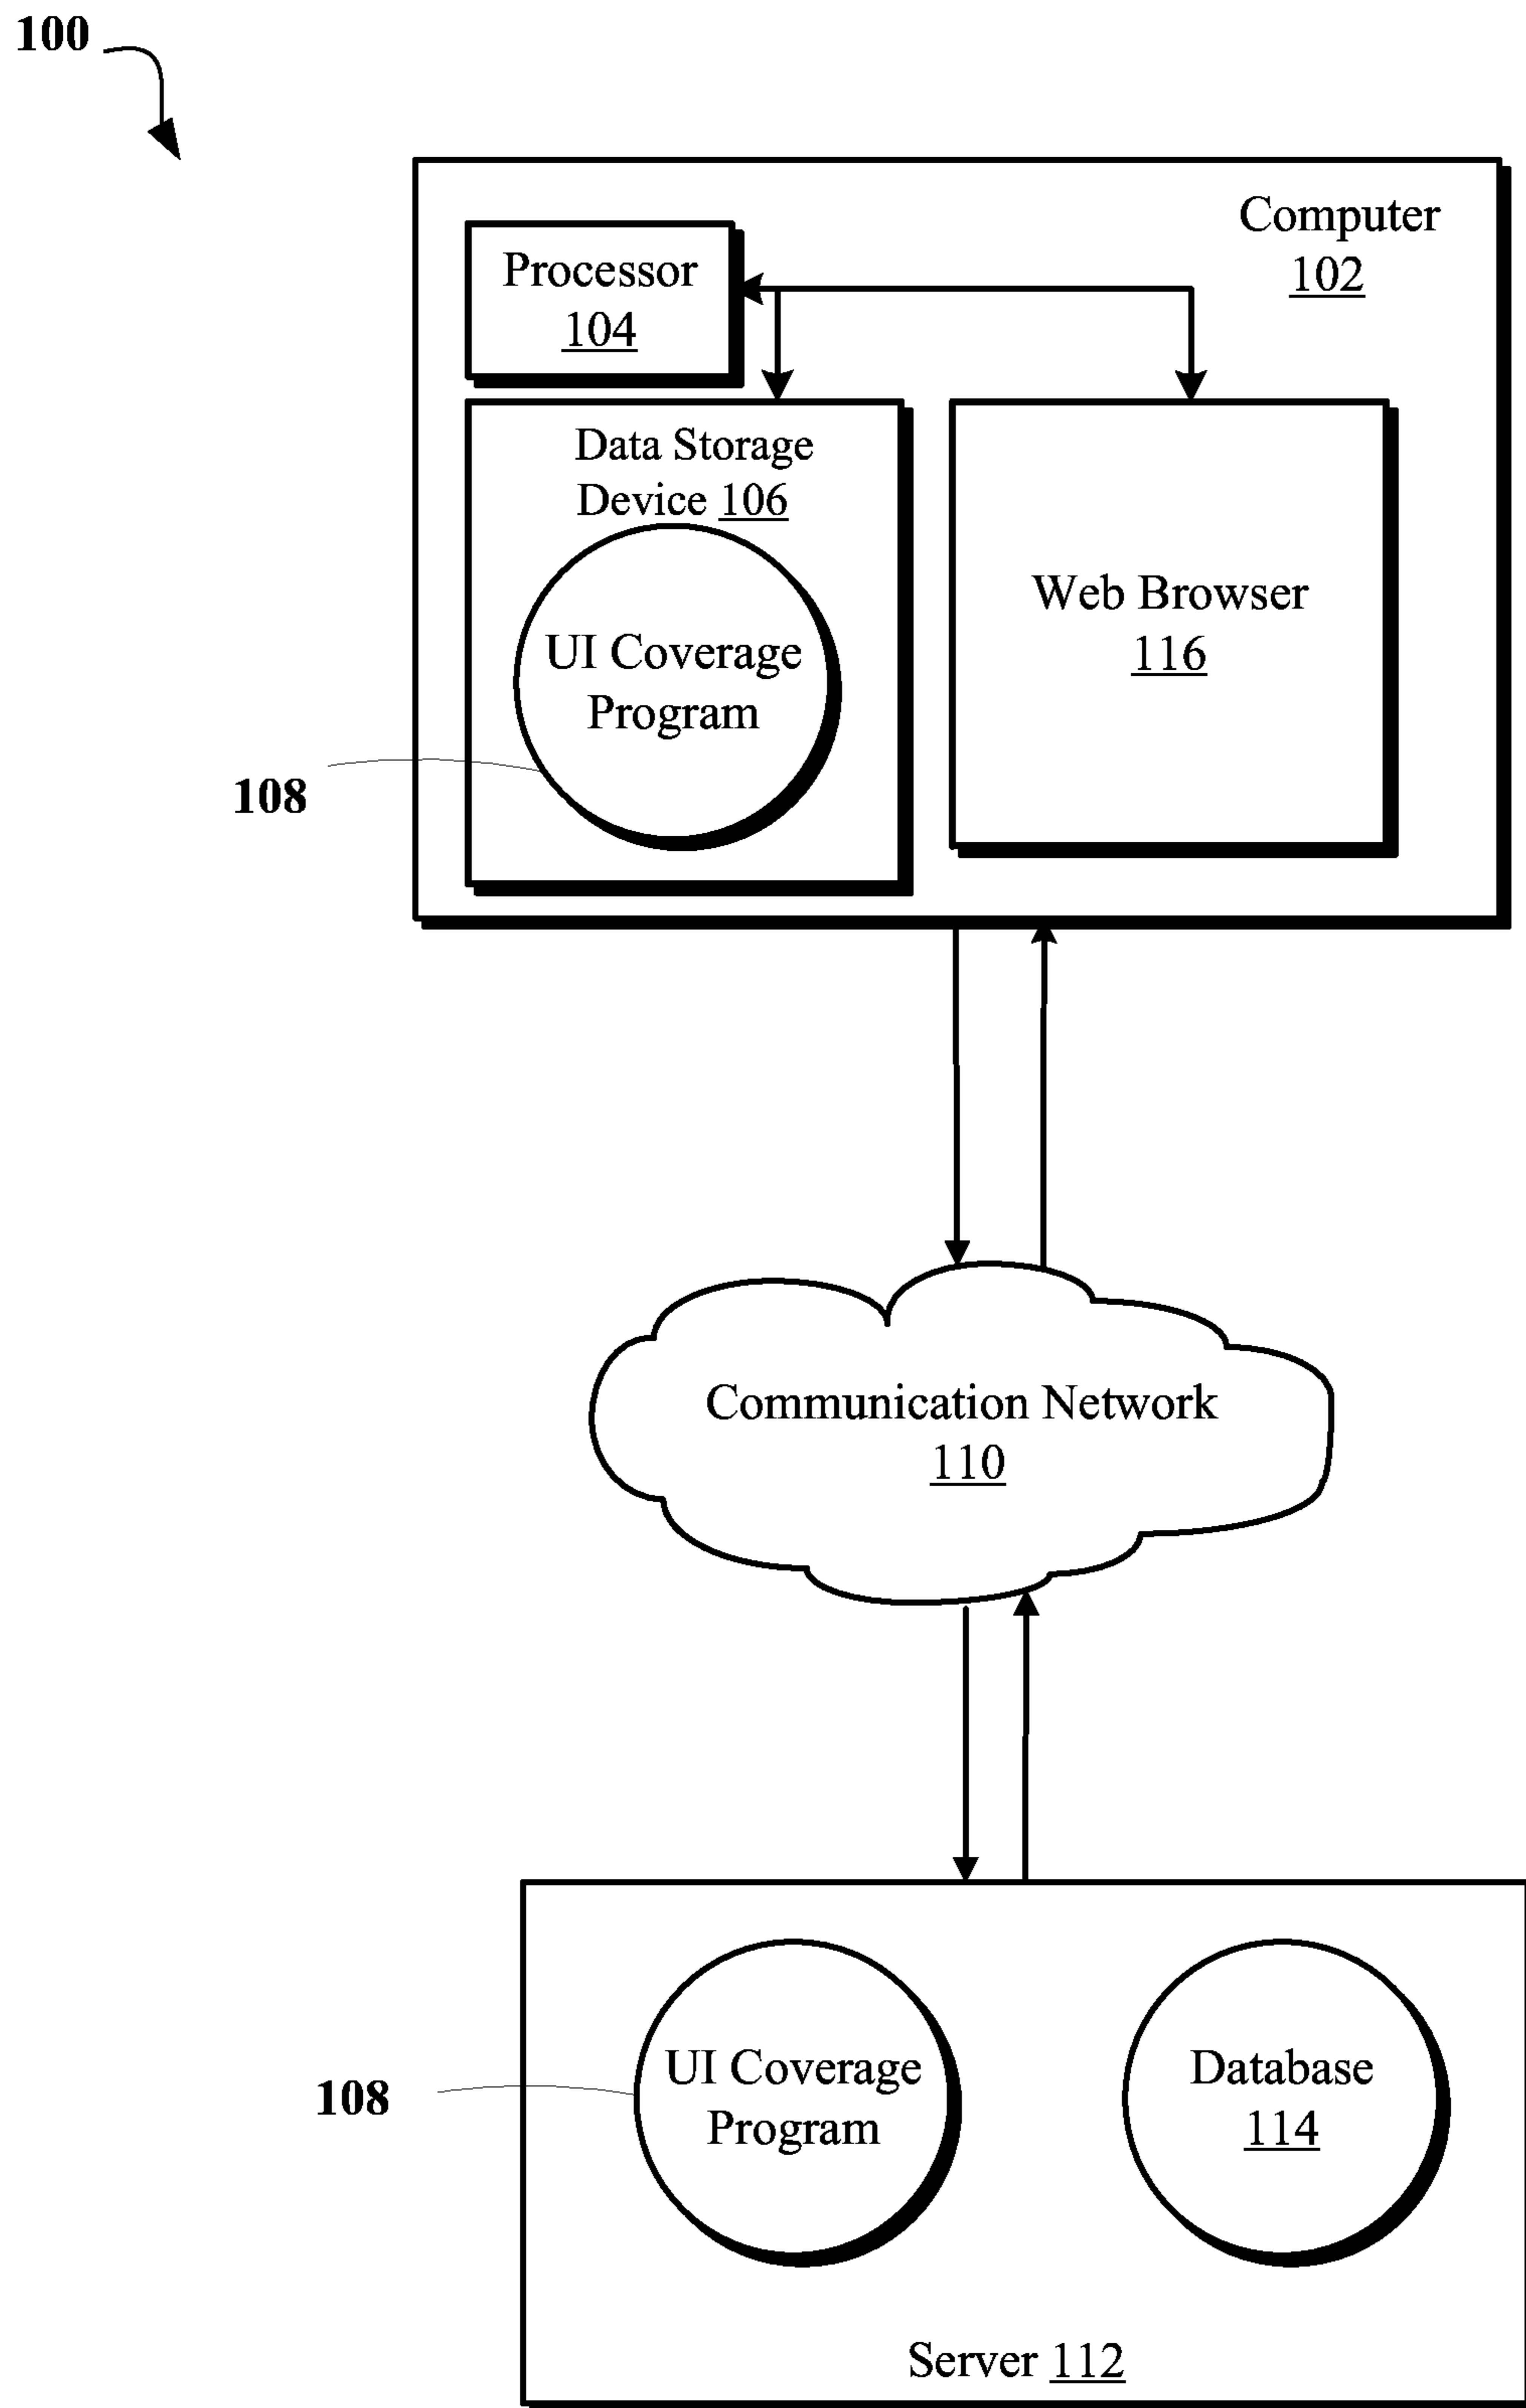 100
Computer
102
Processor
104
Data Storage
Device 106
UI Coverage
Program
108
Web Browser
116
Communication Network
110
UI Coverage
Program
108
Database
114
Server 112